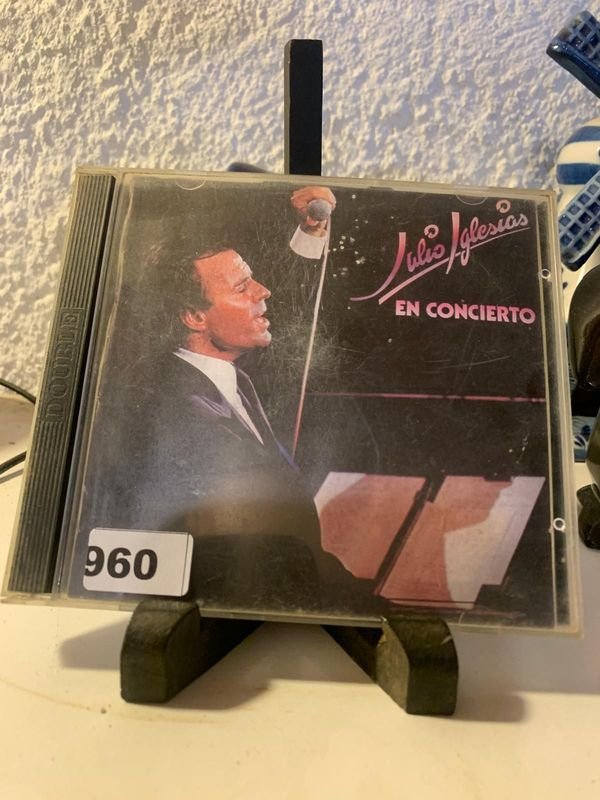 Julio Iglesias
EN CONCIERTO
DOUBLE
960